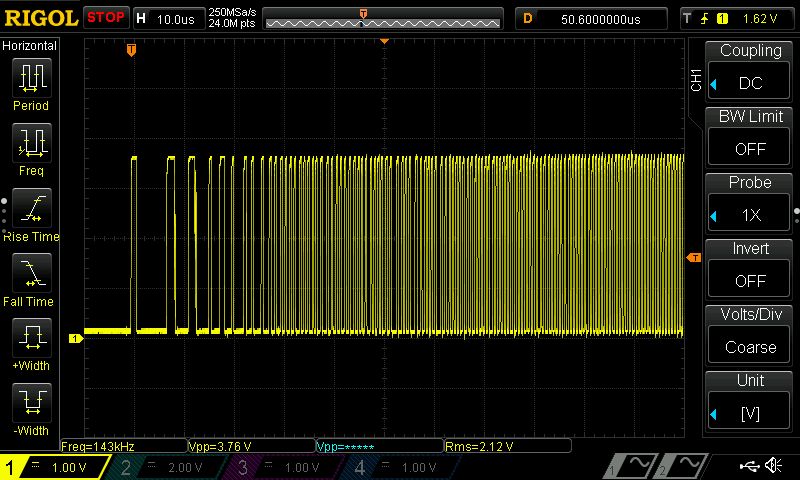 RIGOL STOP H 10.0us 250MSa/s 24.0M pts D 50.6000000us T 1 1.62 V
Horizontal
Period
Freq
Rise Time
Fall Time
+Width
-Width
T
1
T
CH1
Coupling
DC
BW Limit
OFF
Probe
1X
Invert
OFF
Volts/Div
Coarse
Unit
[V]
Freq=143kHz Vpp=3.76 V Vpp=***** Rms=2.12 V
1 1.00 V 2 2.00 V 3 1.00 V 4 1.00 V 1 2